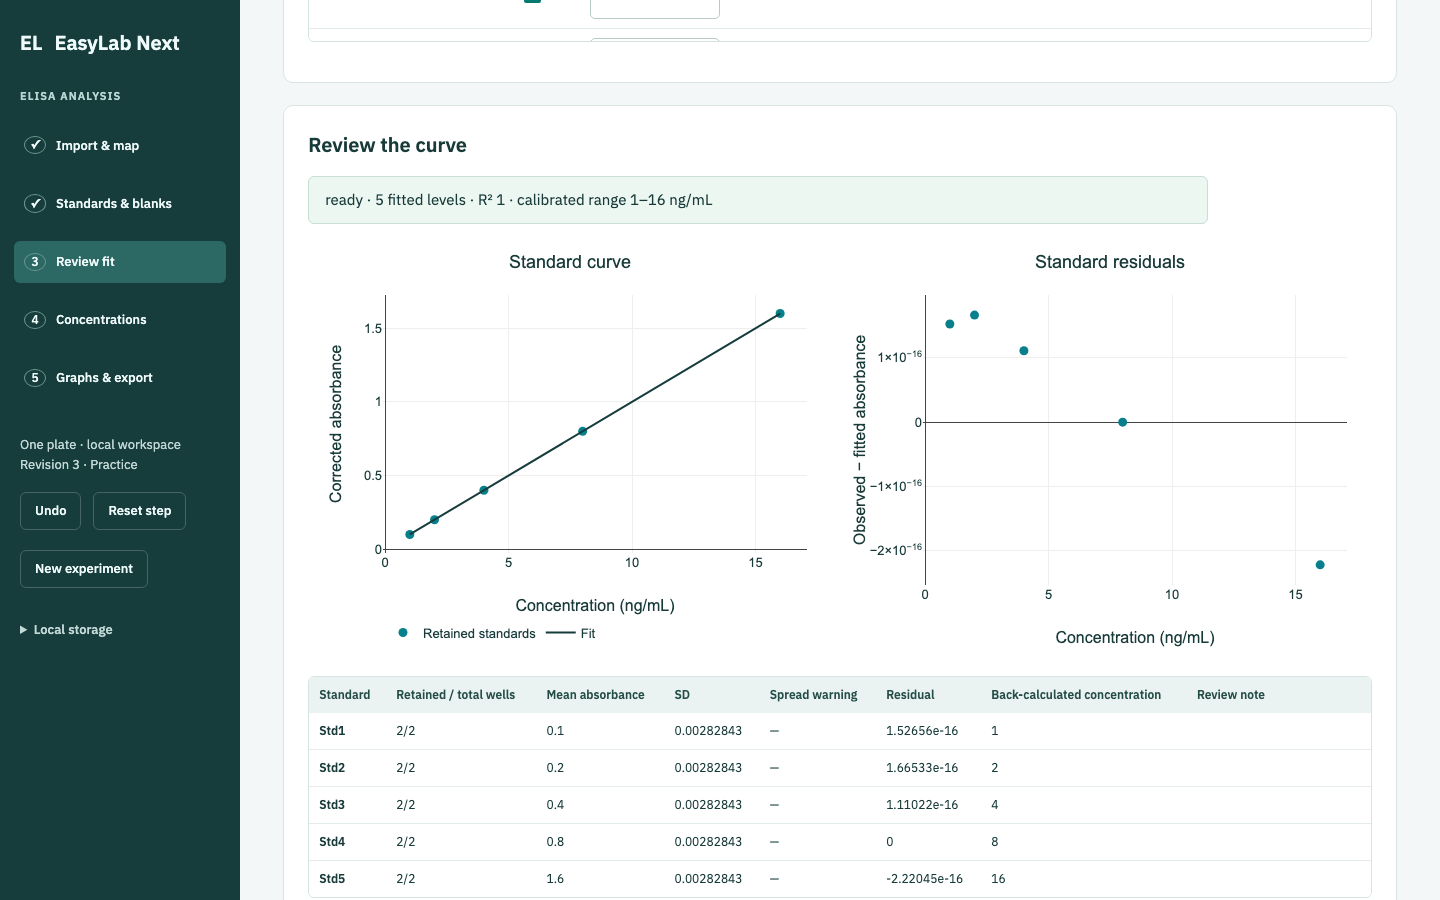 EL EasyLab Next
ELISA ANALYSIS
✓ Import & map
✓ Standards & blanks
3 Review fit
4 Concentrations
5 Graphs & export
One plate · local workspace
Revision 3 · Practice
Undo
Reset step
New experiment
▶ Local storage
Review the curve
ready · 5 fitted levels · R² 1 · calibrated range 1–16 ng/mL
Standard curve
Corrected absorbance
1.5
1
0.5
0
0 5 10 15
Concentration (ng/mL)
Retained standards Fit
Standard residuals
Observed − fitted absorbance
1×10⁻¹⁶
0
−1×10⁻¹⁶
−2×10⁻¹⁶
0 5 10 15
Concentration (ng/mL)
Standard Retained / total wells Mean absorbance SD Spread warning Residual Back-calculated concentration Review note
Std1 2/2 0.1 0.00282843 — 1.52656e-16 1
Std2 2/2 0.2 0.00282843 — 1.66533e-16 2
Std3 2/2 0.4 0.00282843 — 1.11022e-16 4
Std4 2/2 0.8 0.00282843 — 0 8
Std5 2/2 1.6 0.00282843 — -2.22045e-16 16